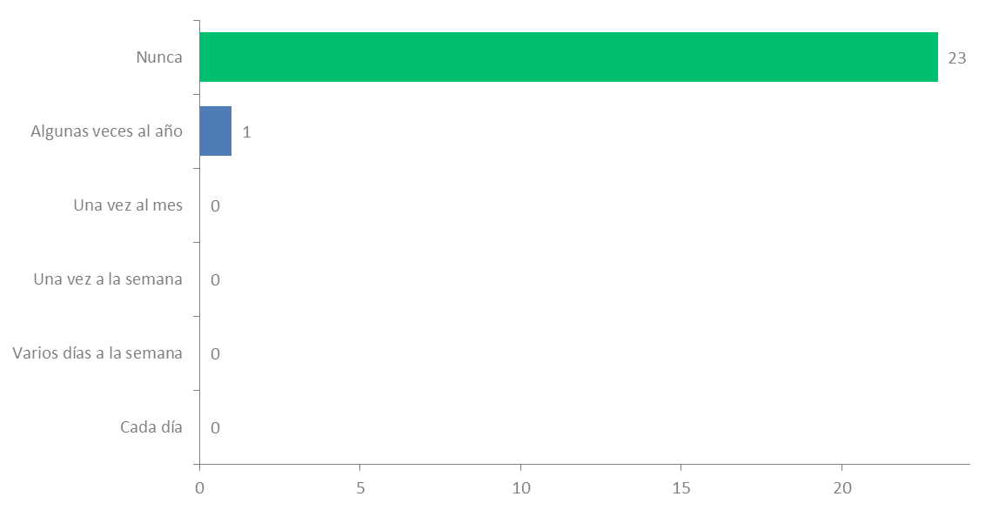 Nunca 23
Algunas veces al año 1
Una vez al mes 0
Una vez a la semana 0
Varios días a la semana 0
Cada día 0
0 5 10 15 20